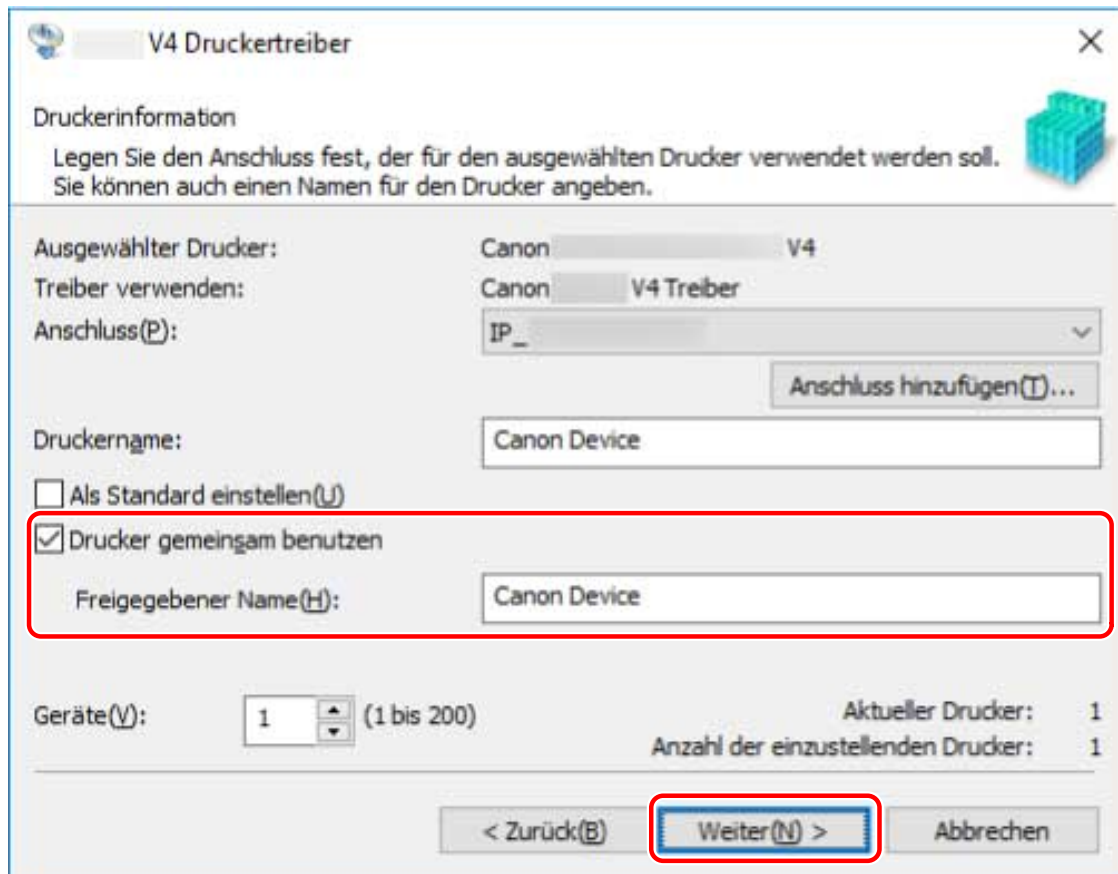 V4 Druckertreiber
Druckerinformation
Legen Sie den Anschluss fest, der für den ausgewählten Drucker verwendet werden soll.
Sie können auch einen Namen für den Drucker angeben.
Ausgewählter Drucker: Canon V4
Treiber verwenden: Canon V4 Treiber
Anschluss(P): IP_
Anschluss hinzufügen(T)...
Druckername: Canon Device
Als Standard einstellen(U)
Drucker gemeinsam benutzen
Freigegebener Name(H): Canon Device
Geräte(V): 1 (1 bis 200) Aktueller Drucker: 1
Anzahl der einzustellenden Drucker: 1
< Zurück(B) Weiter(N) > Abbrechen